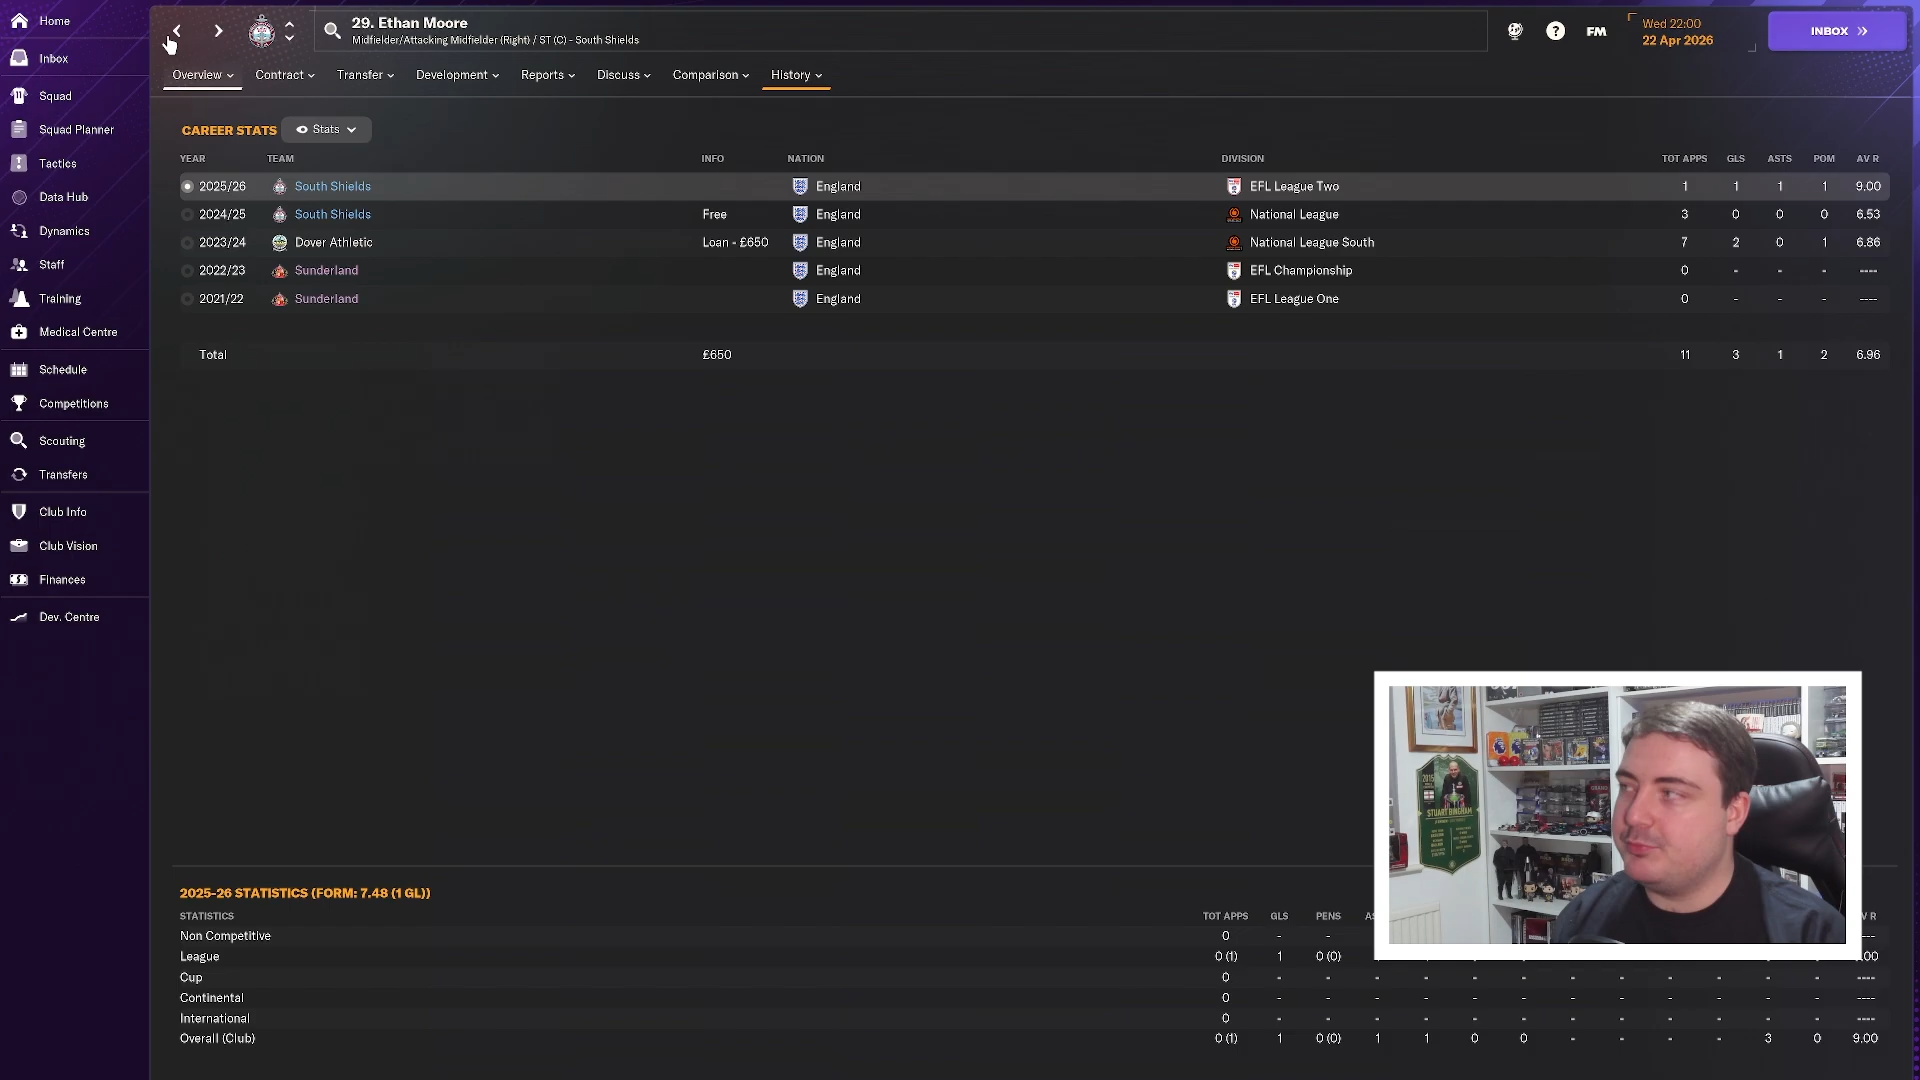 Home
Inbox
Squad
Squad Planner
Tactics
Data Hub
Dynamics
Staff
Training
Medical Centre
Schedule
Competitions
Scouting
Transfers
Club Info
Club Vision
Finances
Dev. Centre
29. Ethan Moore
Midfielder/Attacking Midfielder (Right) / ST (C) - South Shields
FM
Wed 22:00
22 Apr 2026
INBOX
Overview Contract Transfer Development Reports Discuss Comparison History
CAREER STATS Stats
YEAR TEAM INFO NATION DIVISION TOT APPS GLS ASTS POM AV R
2025/26 South Shields England EFL League Two 1 1 1 1 9.00
2024/25 South Shields Free England National League 3 0 0 0 6.53
2023/24 Dover Athletic Loan - £650 England National League South 7 2 0 1 6.86
2022/23 Sunderland England EFL Championship 0 - - - ----
2021/22 Sunderland England EFL League One 0 - - - ----
Total £650 11 3 1 2 6.96
2015
STUART BINGHAM
2025-26 STATISTICS (FORM: 7.48 (1 GL))
STATISTICS TOT APPS GLS PENS
Non Competitive 0 - - ----
League 0 (1) 1 0 (0)
Cup 0 - - - - - - - - - - - - ----
Continental 0 - - - - - - - - - - - - ----
International 0 - - - - - - - - - - - - ----
Overall (Club) 0 (1) 1 0 (0) 1 1 0 0 - - - - 3 0 9.00